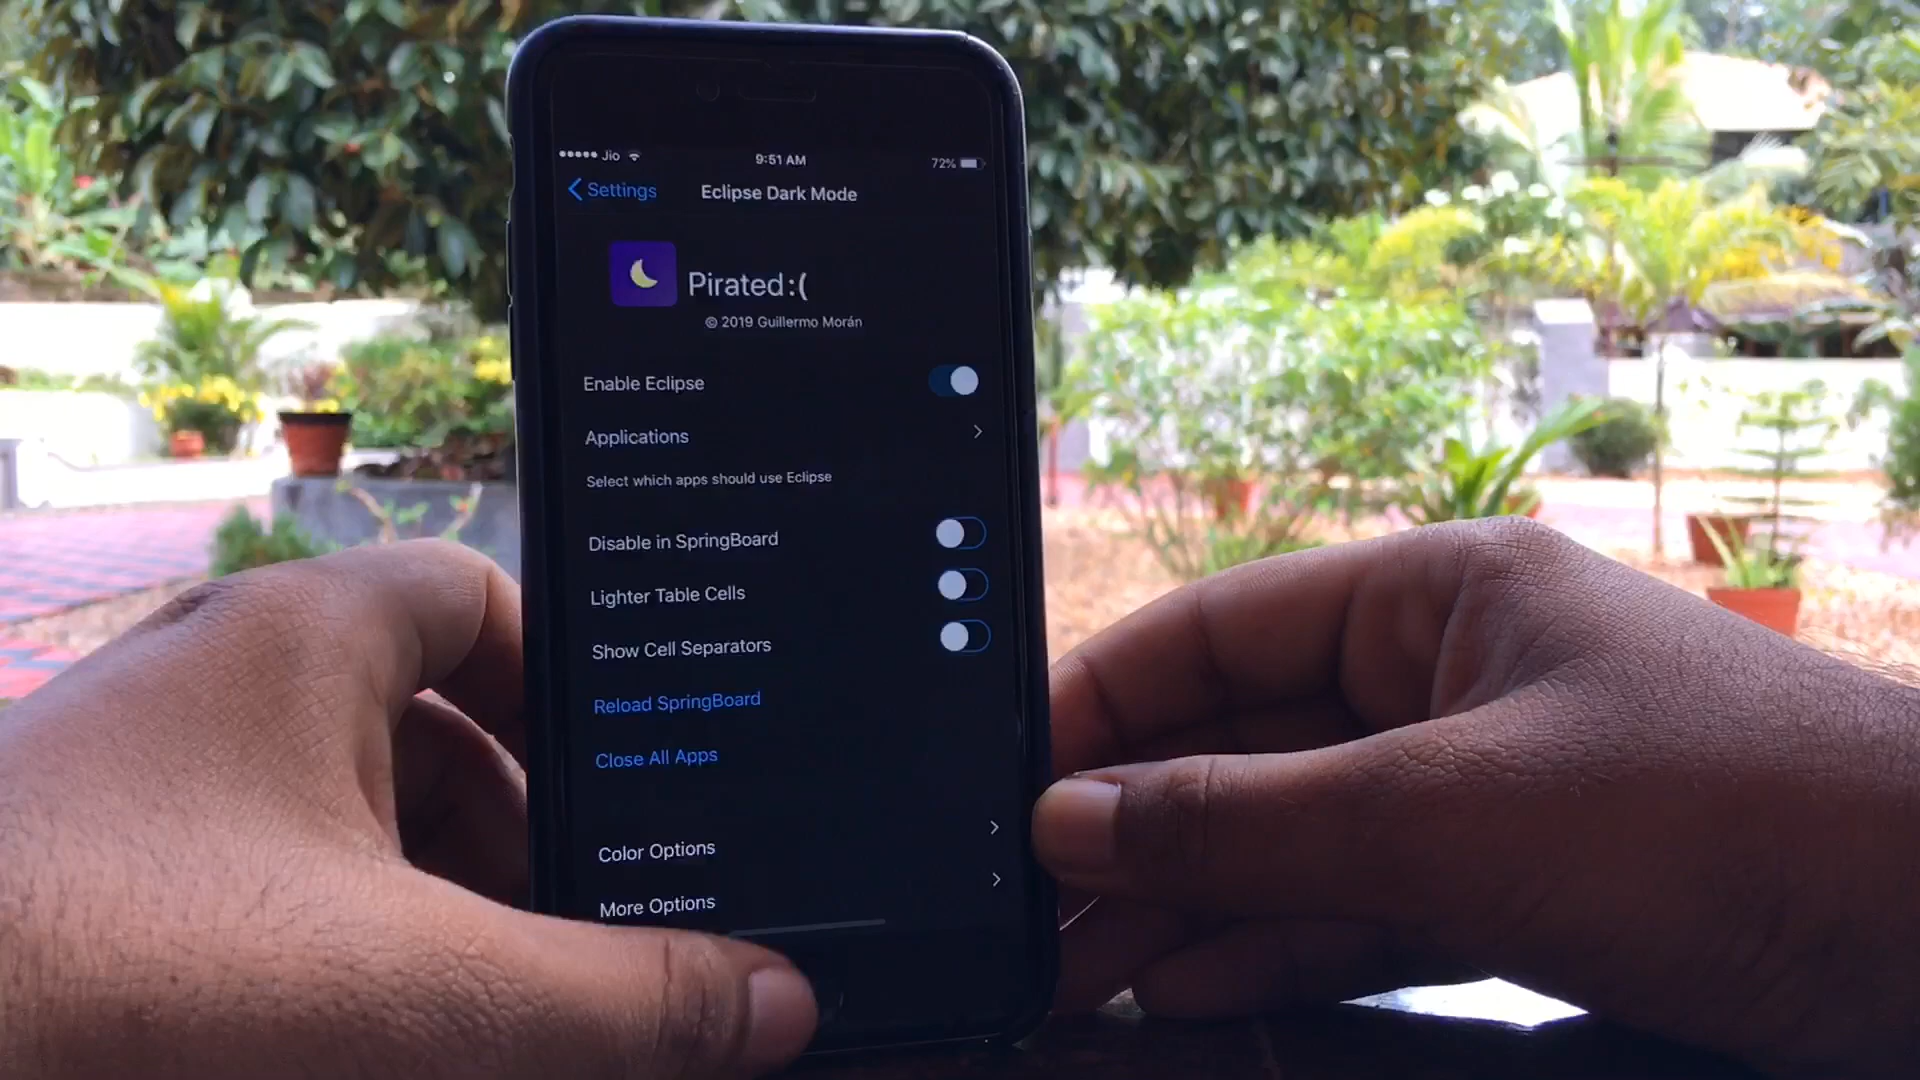 Jio 9:51 AM 72%
Settings Eclipse Dark Mode
Pirated :(
© 2019 Guillermo Morán
Enable Eclipse
Applications
Select which apps should use Eclipse
Disable in SpringBoard
Lighter Table Cells
Show Cell Separators
Reload SpringBoard
Close All Apps
Color Options
More Options